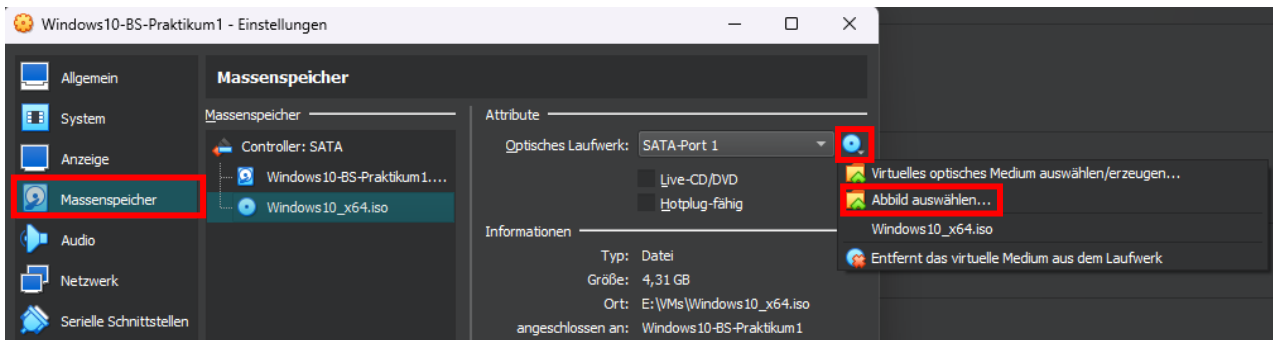 Windows10-BS-Praktikum1 - Einstellungen
Allgemein
System
Anzeige
Massenspeicher
Audio
Netzwerk
Serielle Schnittstellen
Massenspeicher
Massenspeicher
Controller: SATA
Windows10-BS-Praktikum1....
Windows10_x64.iso
Attribute
Optisches Laufwerk: SATA-Port 1
Live-CD/DVD
Hotplug-fähig
Informationen
Typ: Datei
Größe: 4,31 GB
Ort: E:\VMs\Windows10_x64.iso
angeschlossen an: Windows10-BS-Praktikum1
Virtuelles optisches Medium auswählen/erzeugen...
Abbild auswählen...
Windows10_x64.iso
Entfernt das virtuelle Medium aus dem Laufwerk